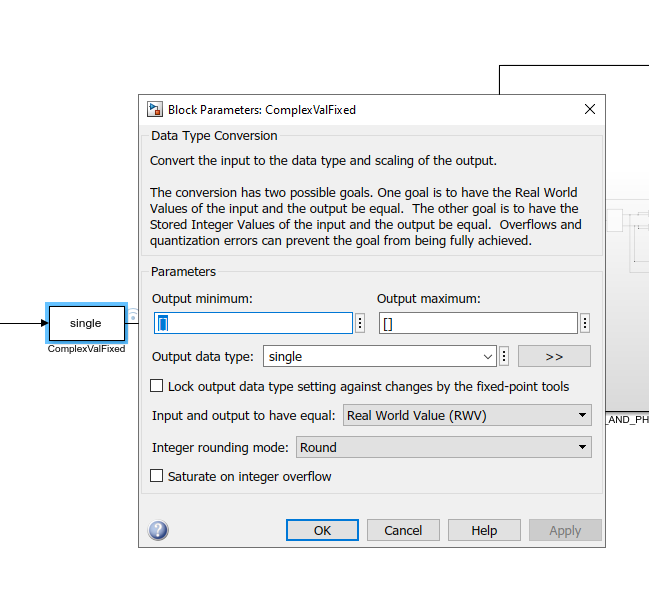 Block Parameters: ComplexValFixed
Data Type Conversion
Convert the input to the data type and scaling of the output.
The conversion has two possible goals. One goal is to have the Real World
Values of the input and the output be equal.  The other goal is to have the
Stored Integer Values of the input and the output be equal.  Overflows and
quantization errors can prevent the goal from being fully achieved.
Parameters
Output minimum:
Output maximum:
[]
[]
Output data type:
single
>>
Lock output data type setting against changes by the fixed-point tools
Input and output to have equal:
Real World Value (RWV)
Integer rounding mode:
Round
Saturate on integer overflow
?
OK
Cancel
Help
Apply
single
ComplexValFixed
_AND_PH